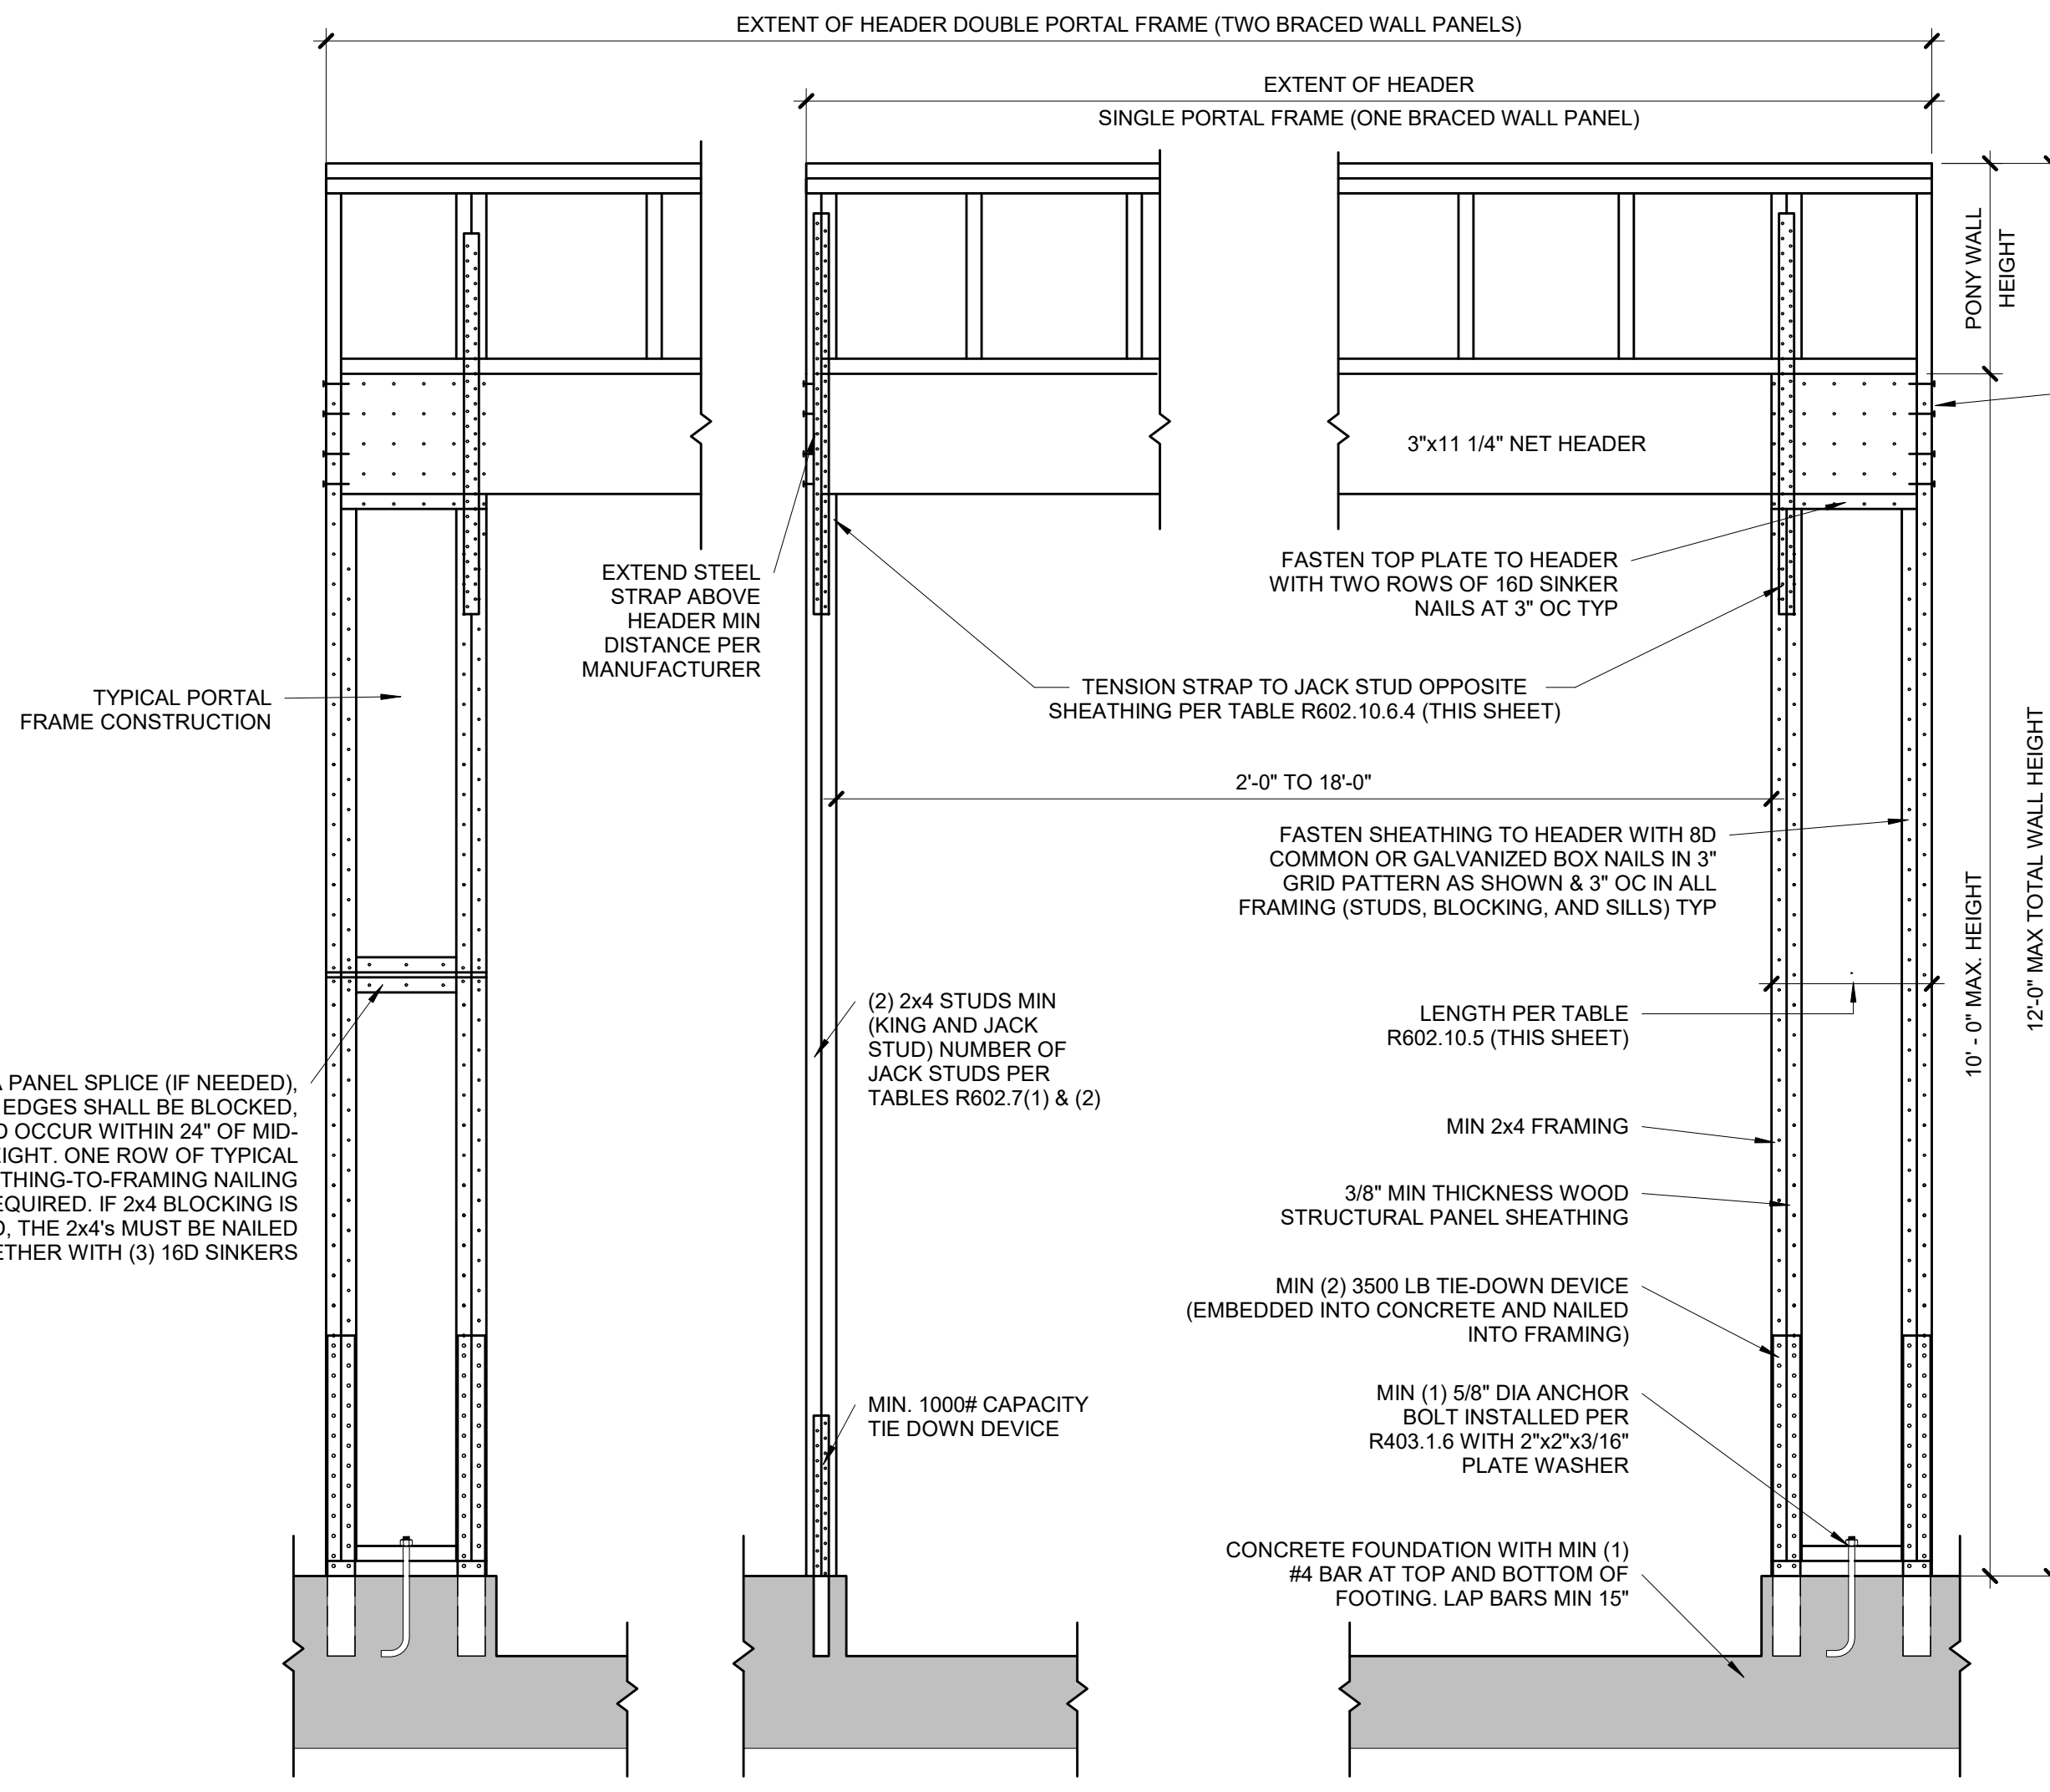 EXTENT OF HEADER DOUBLE PORTAL FRAME (TWO BRACED WALL PANELS)
EXTENT OF HEADER
SINGLE PORTAL FRAME (ONE BRACED WALL PANEL)
PONY WALL
HEIGHT
3"x11 1/4" NET HEADER
EXTEND STEEL
STRAP ABOVE
HEADER MIN
DISTANCE PER
MANUFACTURER
FASTEN TOP PLATE TO HEADER
WITH TWO ROWS OF 16D SINKER
NAILS AT 3" OC TYP
TYPICAL PORTAL
FRAME CONSTRUCTION
TENSION STRAP TO JACK STUD OPPOSITE
SHEATHING PER TABLE R602.10.6.4 (THIS SHEET)
2'-0" TO 18'-0"
FASTEN SHEATHING TO HEADER WITH 8D
COMMON OR GALVANIZED BOX NAILS IN 3"
GRID PATTERN AS SHOWN & 3" OC IN ALL
FRAMING (STUDS, BLOCKING, AND SILLS) TYP
10' - 0" MAX. HEIGHT
12'-0" MAX TOTAL WALL HEIGHT
(2) 2x4 STUDS MIN
(KING AND JACK
STUD) NUMBER OF
JACK STUDS PER
TABLES R602.7(1) & (2)
LENGTH PER TABLE
R602.10.5 (THIS SHEET)
A PANEL SPLICE (IF NEEDED),
EDGES SHALL BE BLOCKED,
OCCUR WITHIN 24" OF MID-
ONE ROW OF TYPICAL
THING-TO-FRAMING NAILING
EQUIRED. IF 2x4 BLOCKING IS
D, THE 2x4's MUST BE NAILED
ETHER WITH (3) 16D SINKERS
MIN 2x4 FRAMING
3/8" MIN THICKNESS WOOD
STRUCTURAL PANEL SHEATHING
MIN (2) 3500 LB TIE-DOWN DEVICE
(EMBEDDED INTO CONCRETE AND NAILED
INTO FRAMING)
MIN. 1000# CAPACITY
TIE DOWN DEVICE
MIN (1) 5/8" DIA ANCHOR
BOLT INSTALLED PER
R403.1.6 WITH 2"x2"x3/16"
PLATE WASHER
CONCRETE FOUNDATION WITH MIN (1)
#4 BAR AT TOP AND BOTTOM OF
FOOTING. LAP BARS MIN 15"